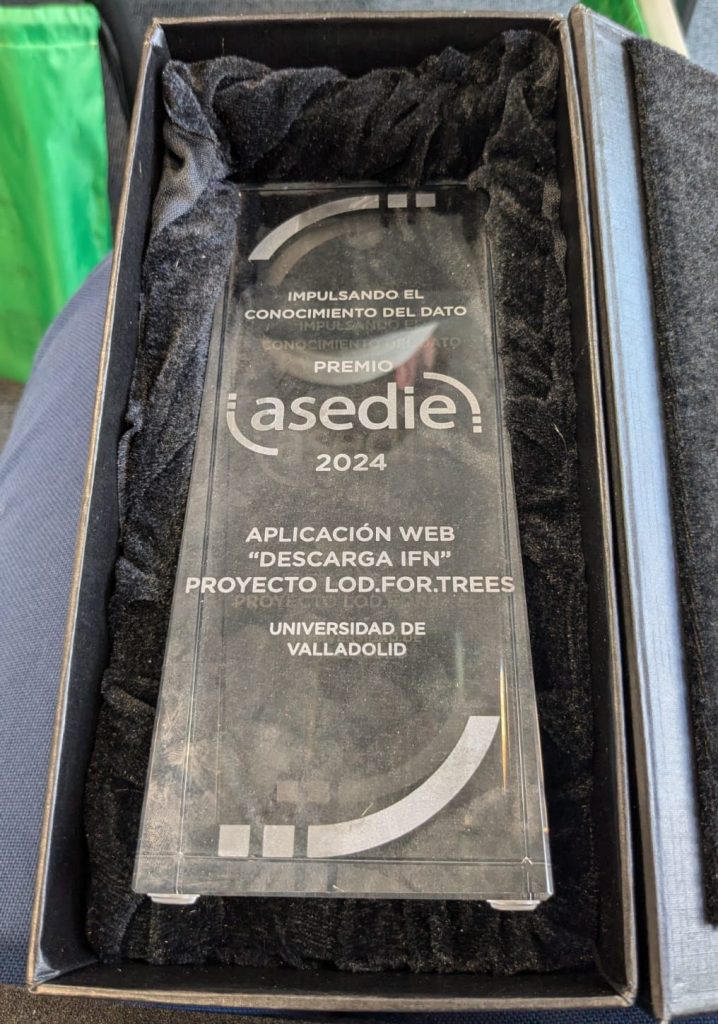 IMPULSANDO EL
CONOCIMIENTO DEL DATO
PREMIO
asedie
2024
APLICACIÓN WEB
“DESCARGA IFN”
PROYECTO LOD.FOR.TREES
UNIVERSIDAD DE
VALLADOLID